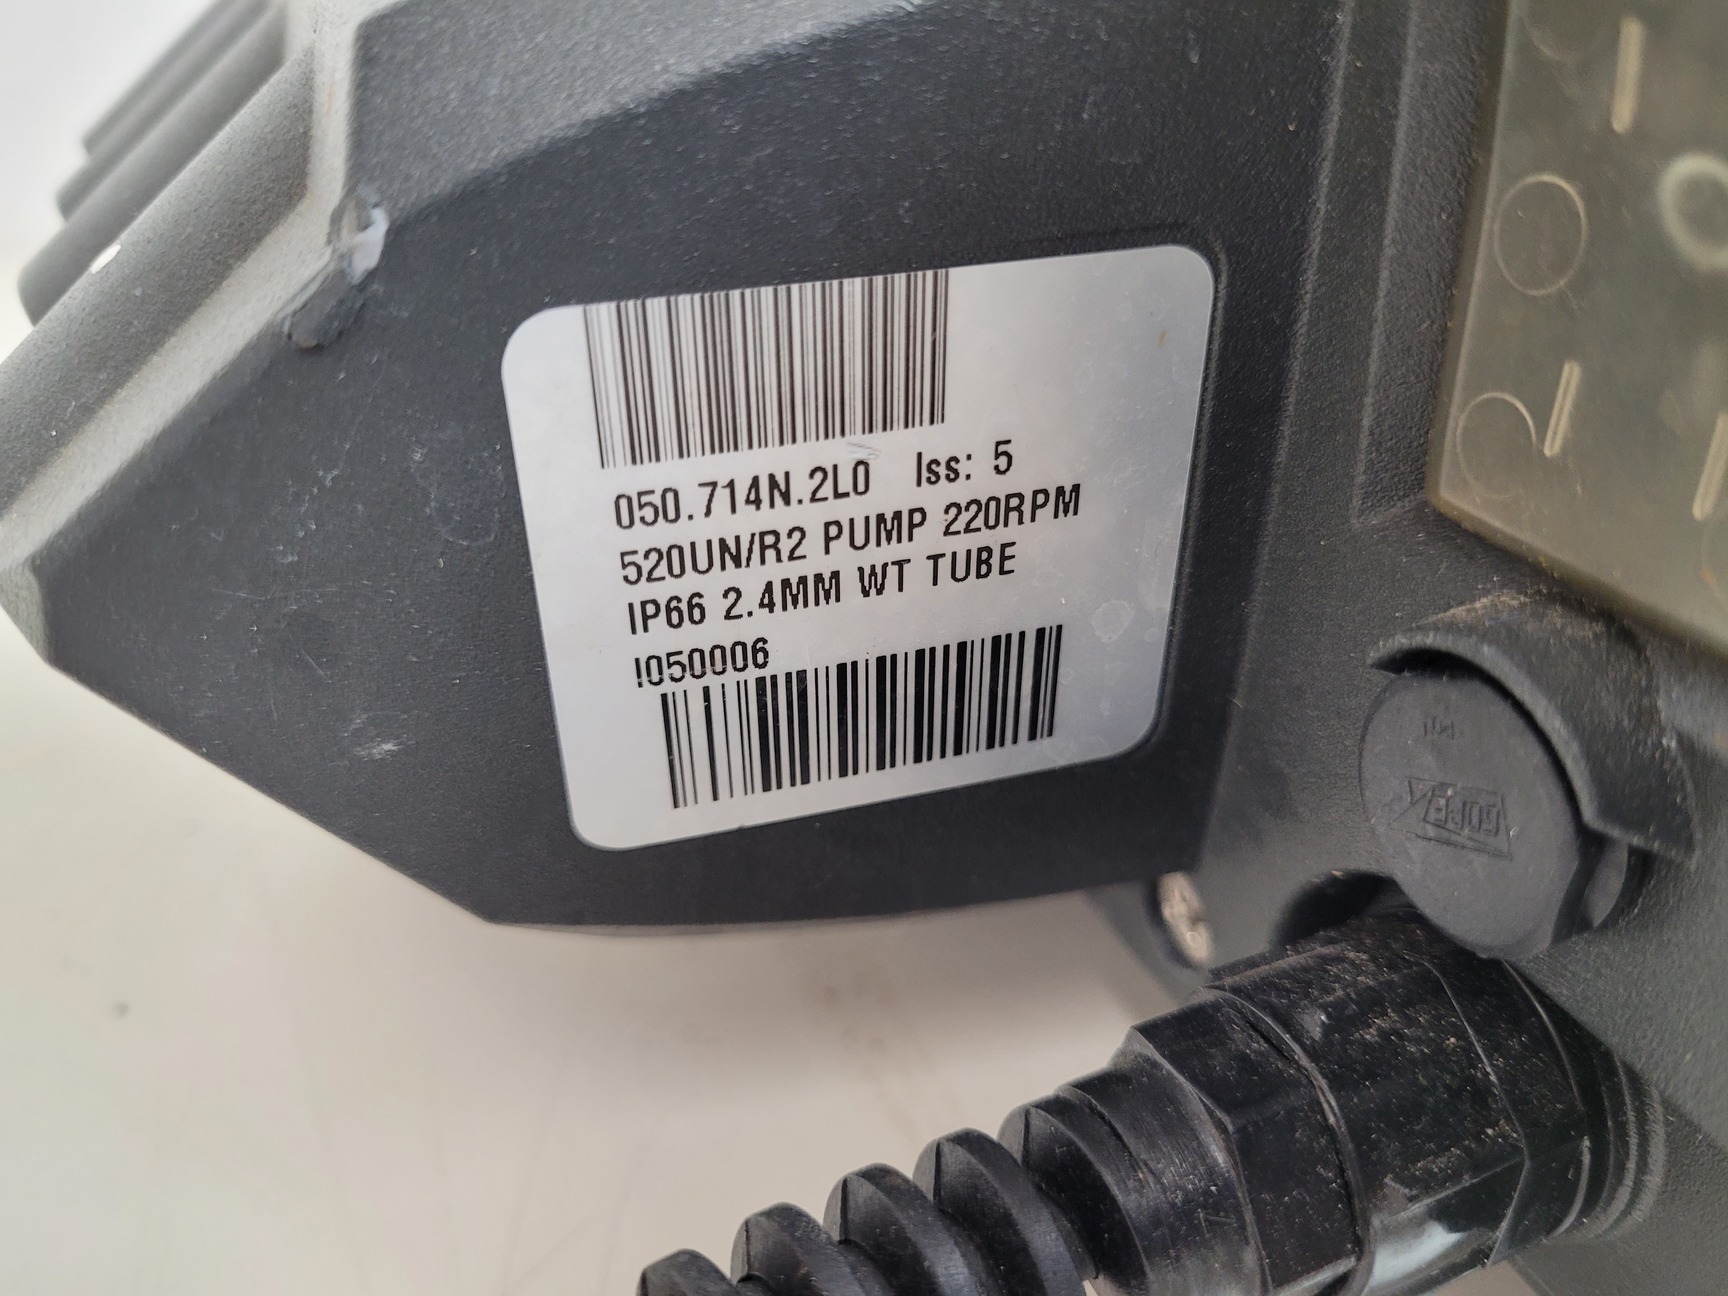 050.714N.2L0 Iss: 5
520UN/R2 PUMP 220RPM
IP66 2.4MM WT TUBE
I050006